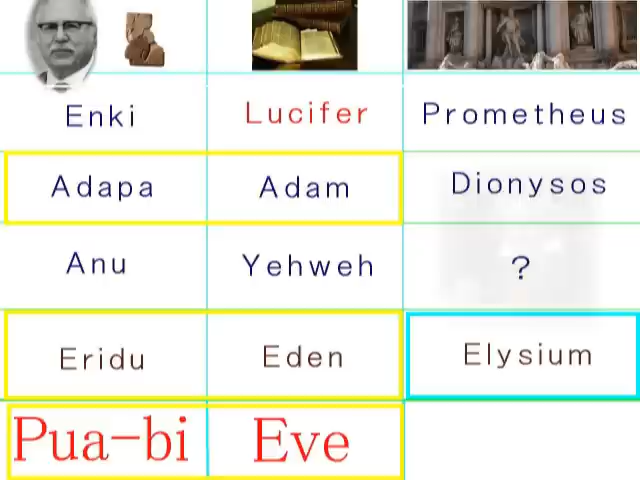 Enki Lucifer Prometheus
Adapa Adam Dionysos
Anu Yehweh ?
Eridu Eden Elysium
Pua-bi Eve